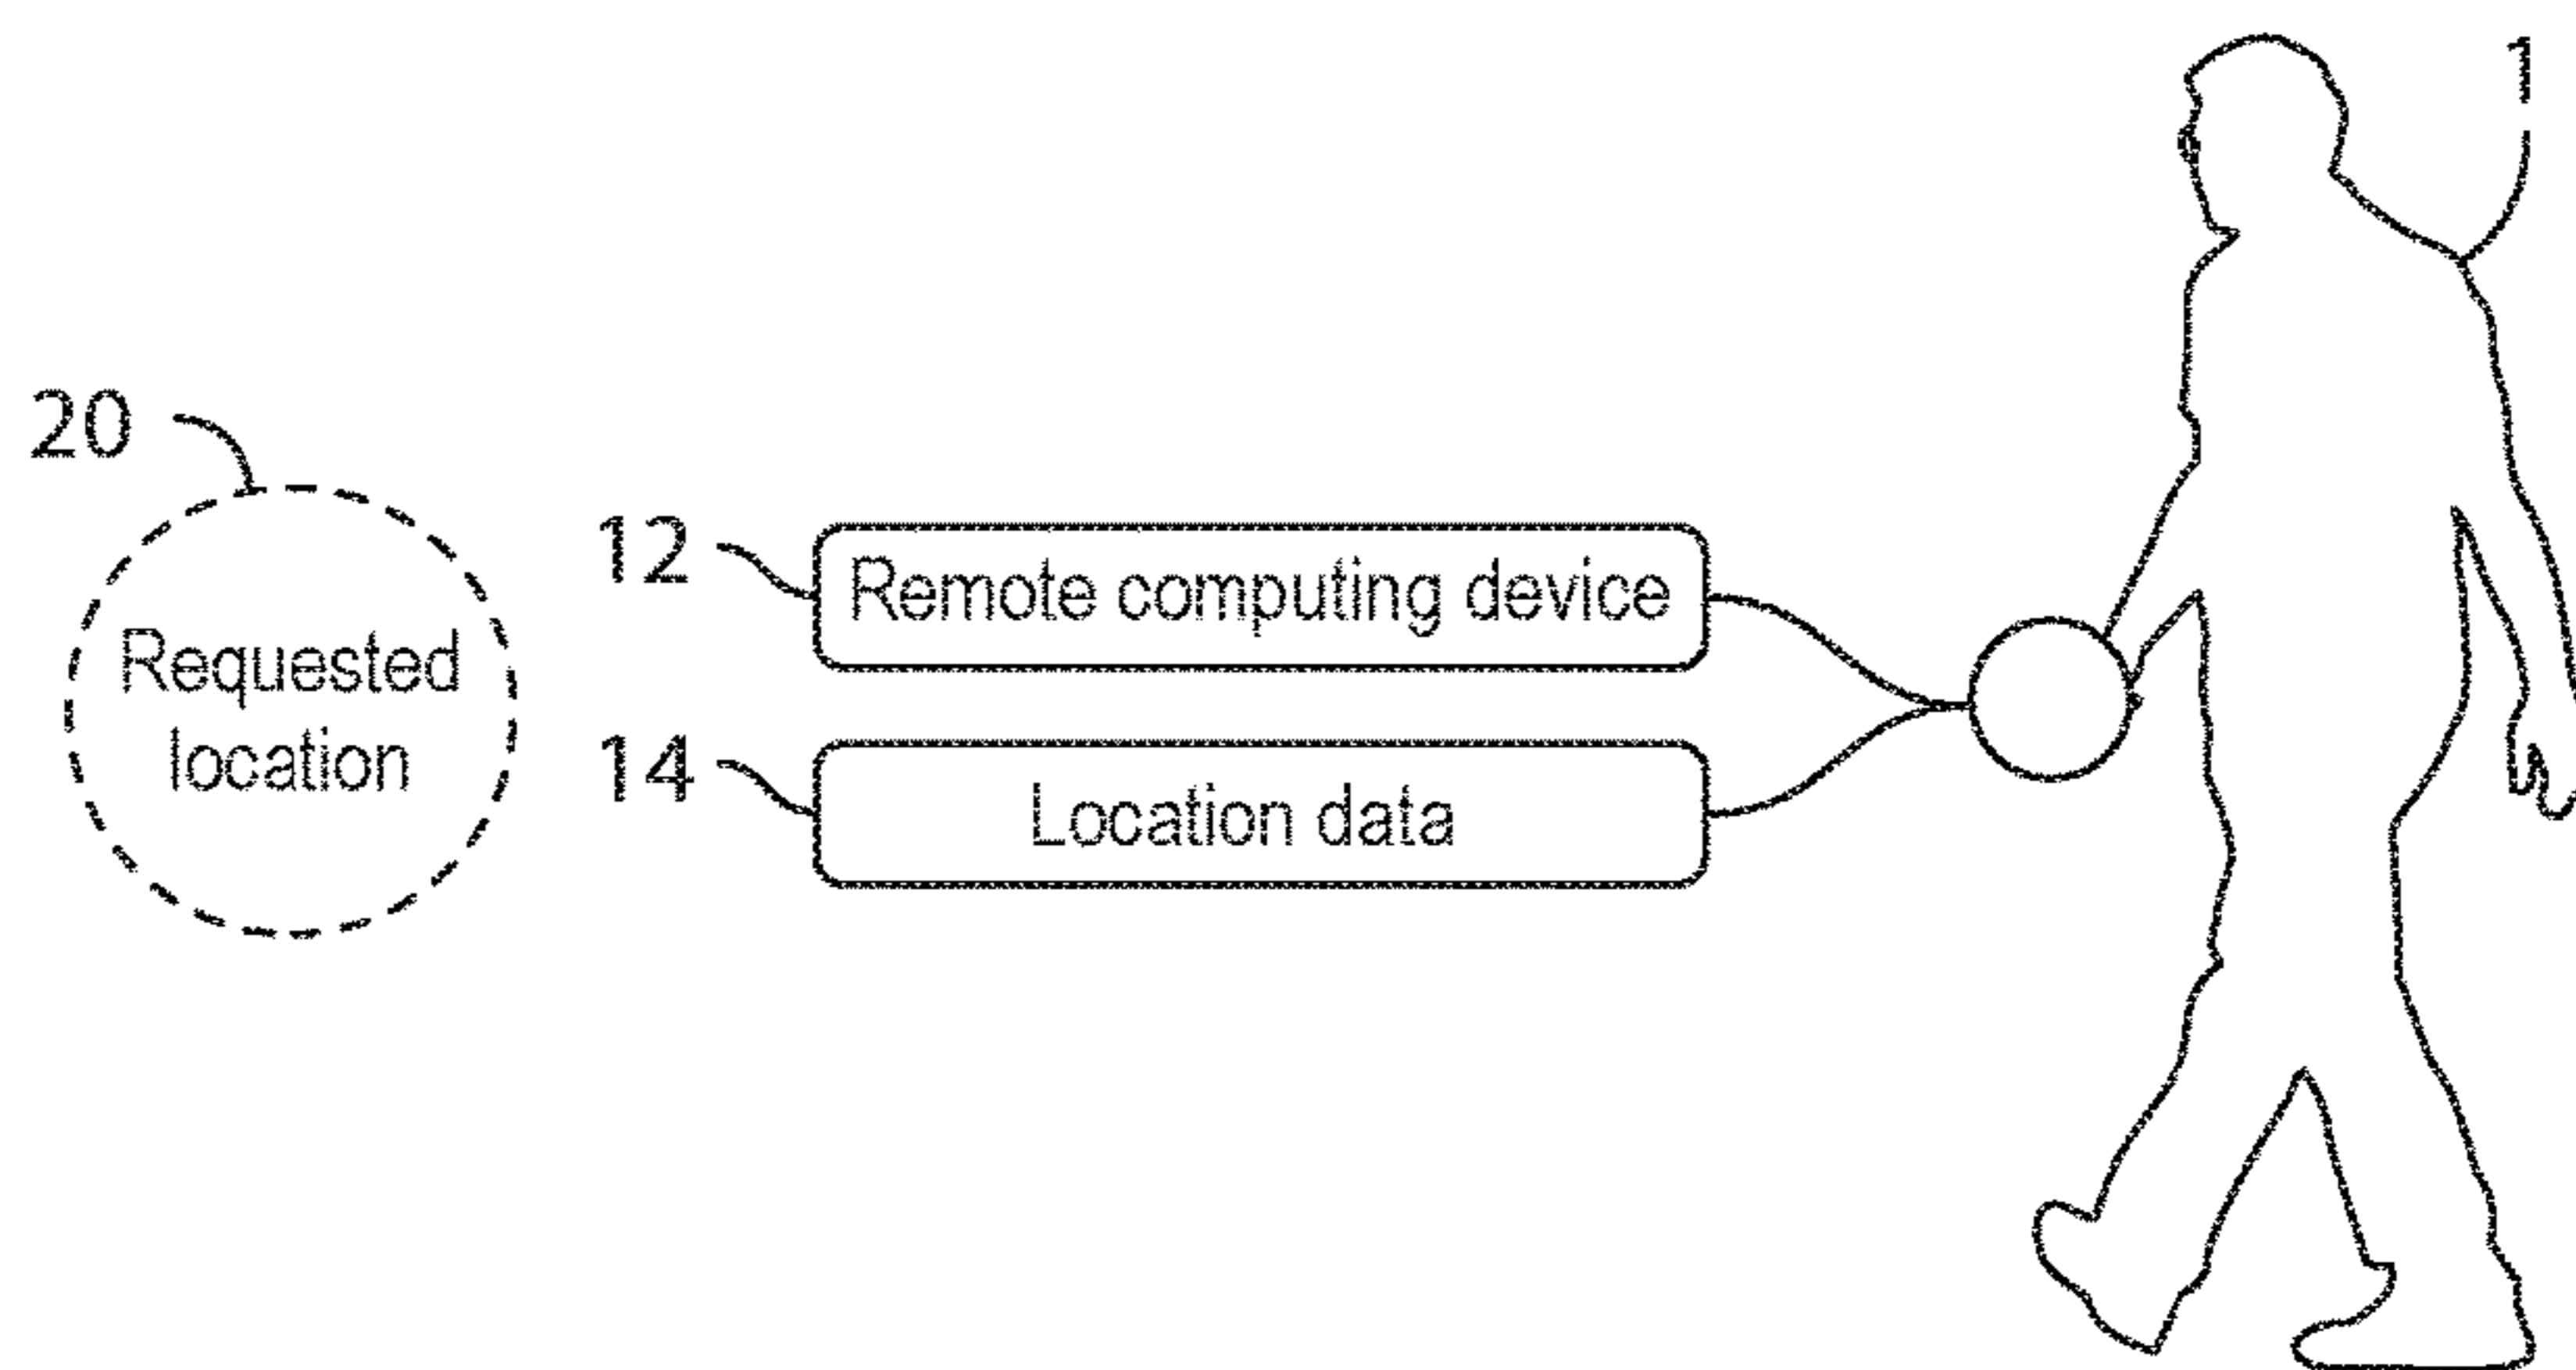 1
20
12
Remote computing device
Requested
location
14
Location data